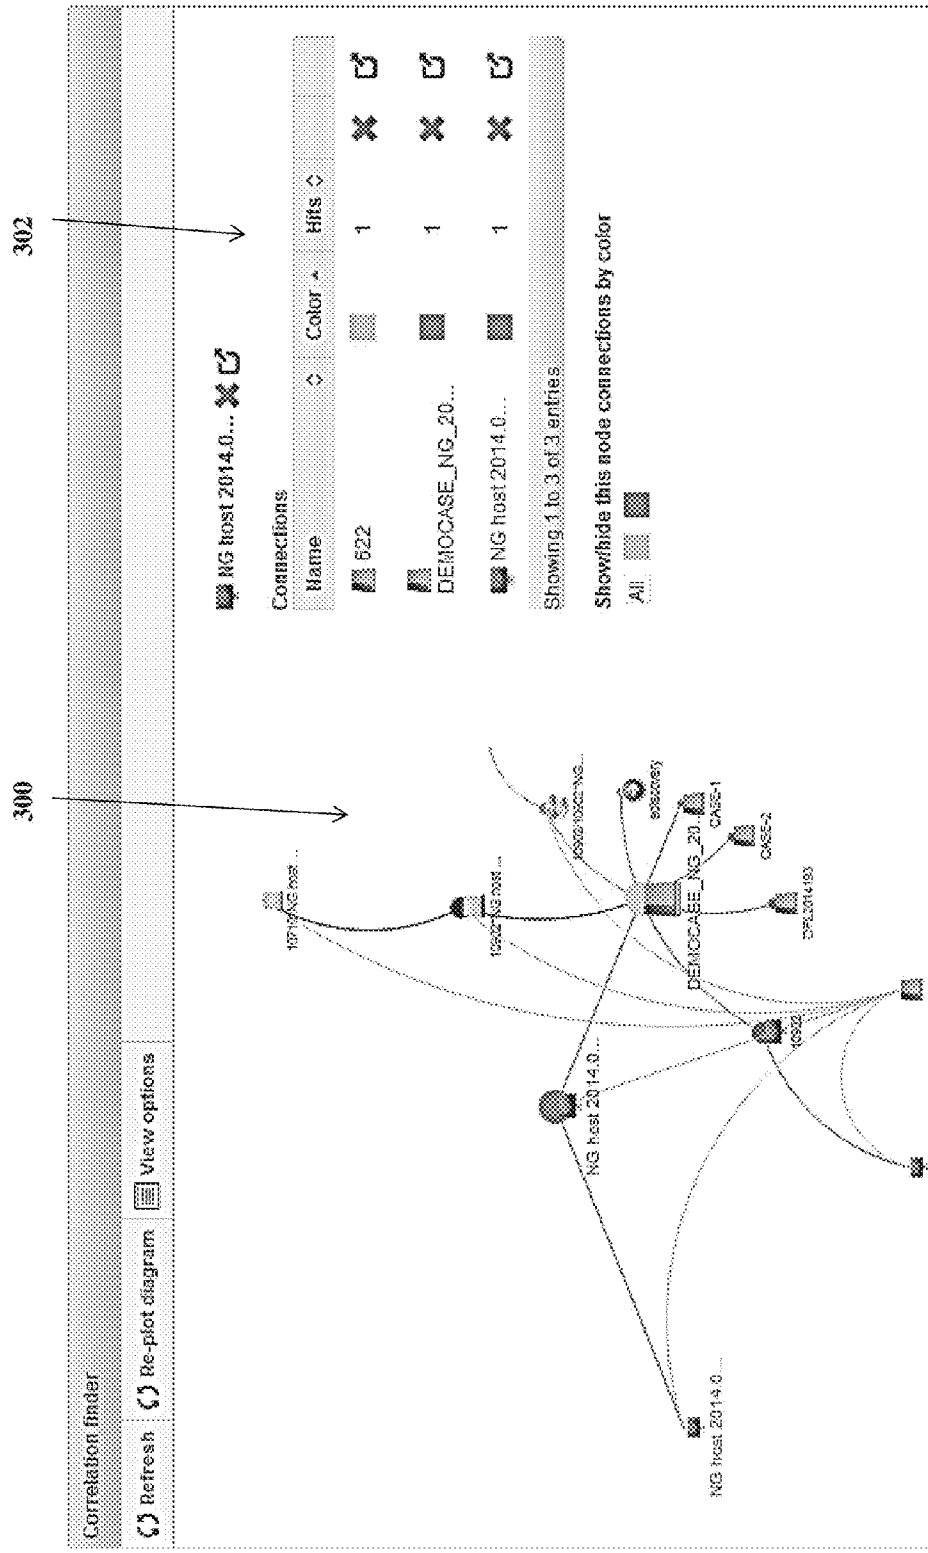 300
302
Correlation finder
Refresh
Re-plot diagram
View options
NG host 2014.0...
Connections
Name
Color
Hits
622
1
DEMOCASE_NG_20...
1
NG host 2014.0...
1
Showing 1 to 3 of 3 entries
Show/hide this node connections by color
All
10902
ediscovery
CASE-1
CASE-2
DEMOCASE_NG_20...
NG host 2014.0...
NG host 2014.0...